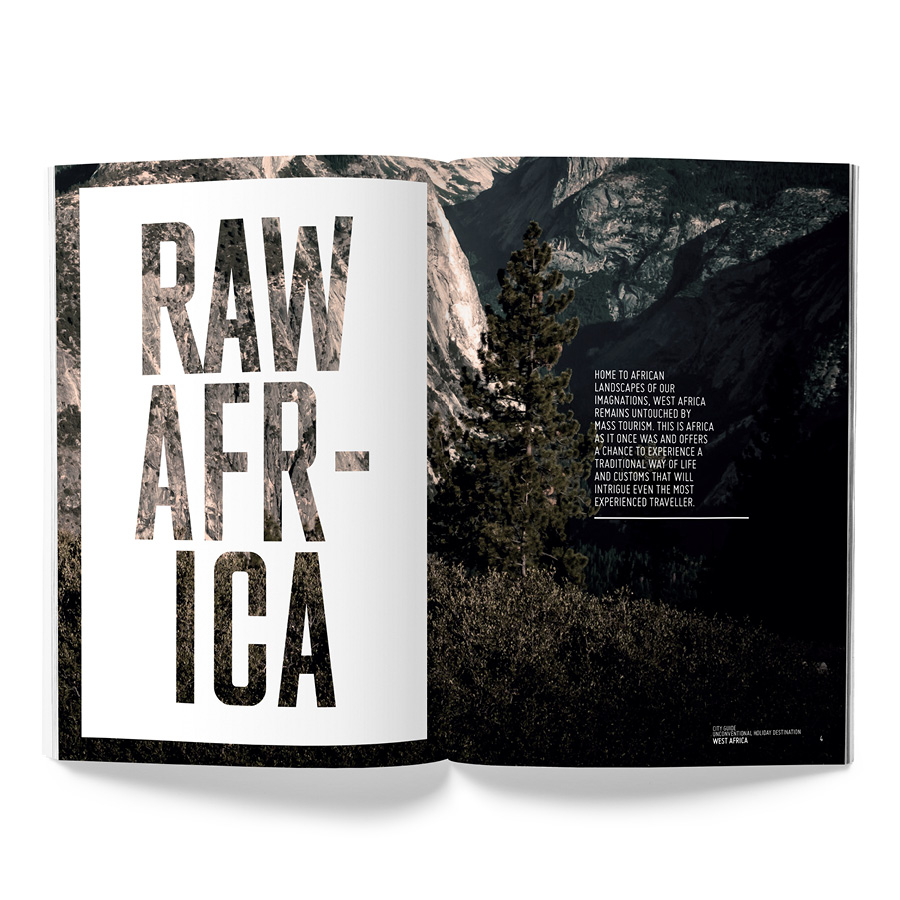 RAW
AFR-
ICA
HOME TO AFRICAN
LANDSCAPES OF OUR
IMAGNATIONS, WEST AFRICA
REMAINS UNTOUCHED BY
MASS TOURISM. THIS IS AFRICA
AS IT ONCE WAS AND OFFERS
A CHANCE TO EXPERIENCE A
TRADITIONAL WAY OF LIFE
AND CUSTOMS THAT WILL
INTRIGUE EVEN THE MOST
EXPERIENCED TRAVELLER.
CITY GUIDE
UNCONVENTIONAL HOLIDAY DESTINATION
WEST AFRICA